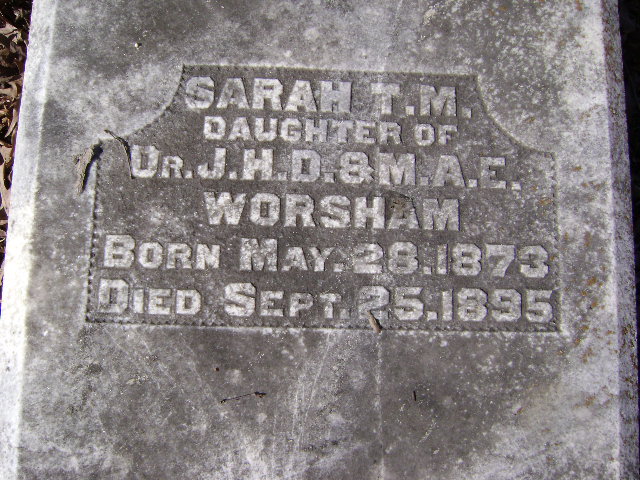 SARAH T.M.
DAUGHTER OF
DR.J.H.D.&M.A.E.
WORSHAM
BORN MAY.28.1873
DIED SEPT.25.1895